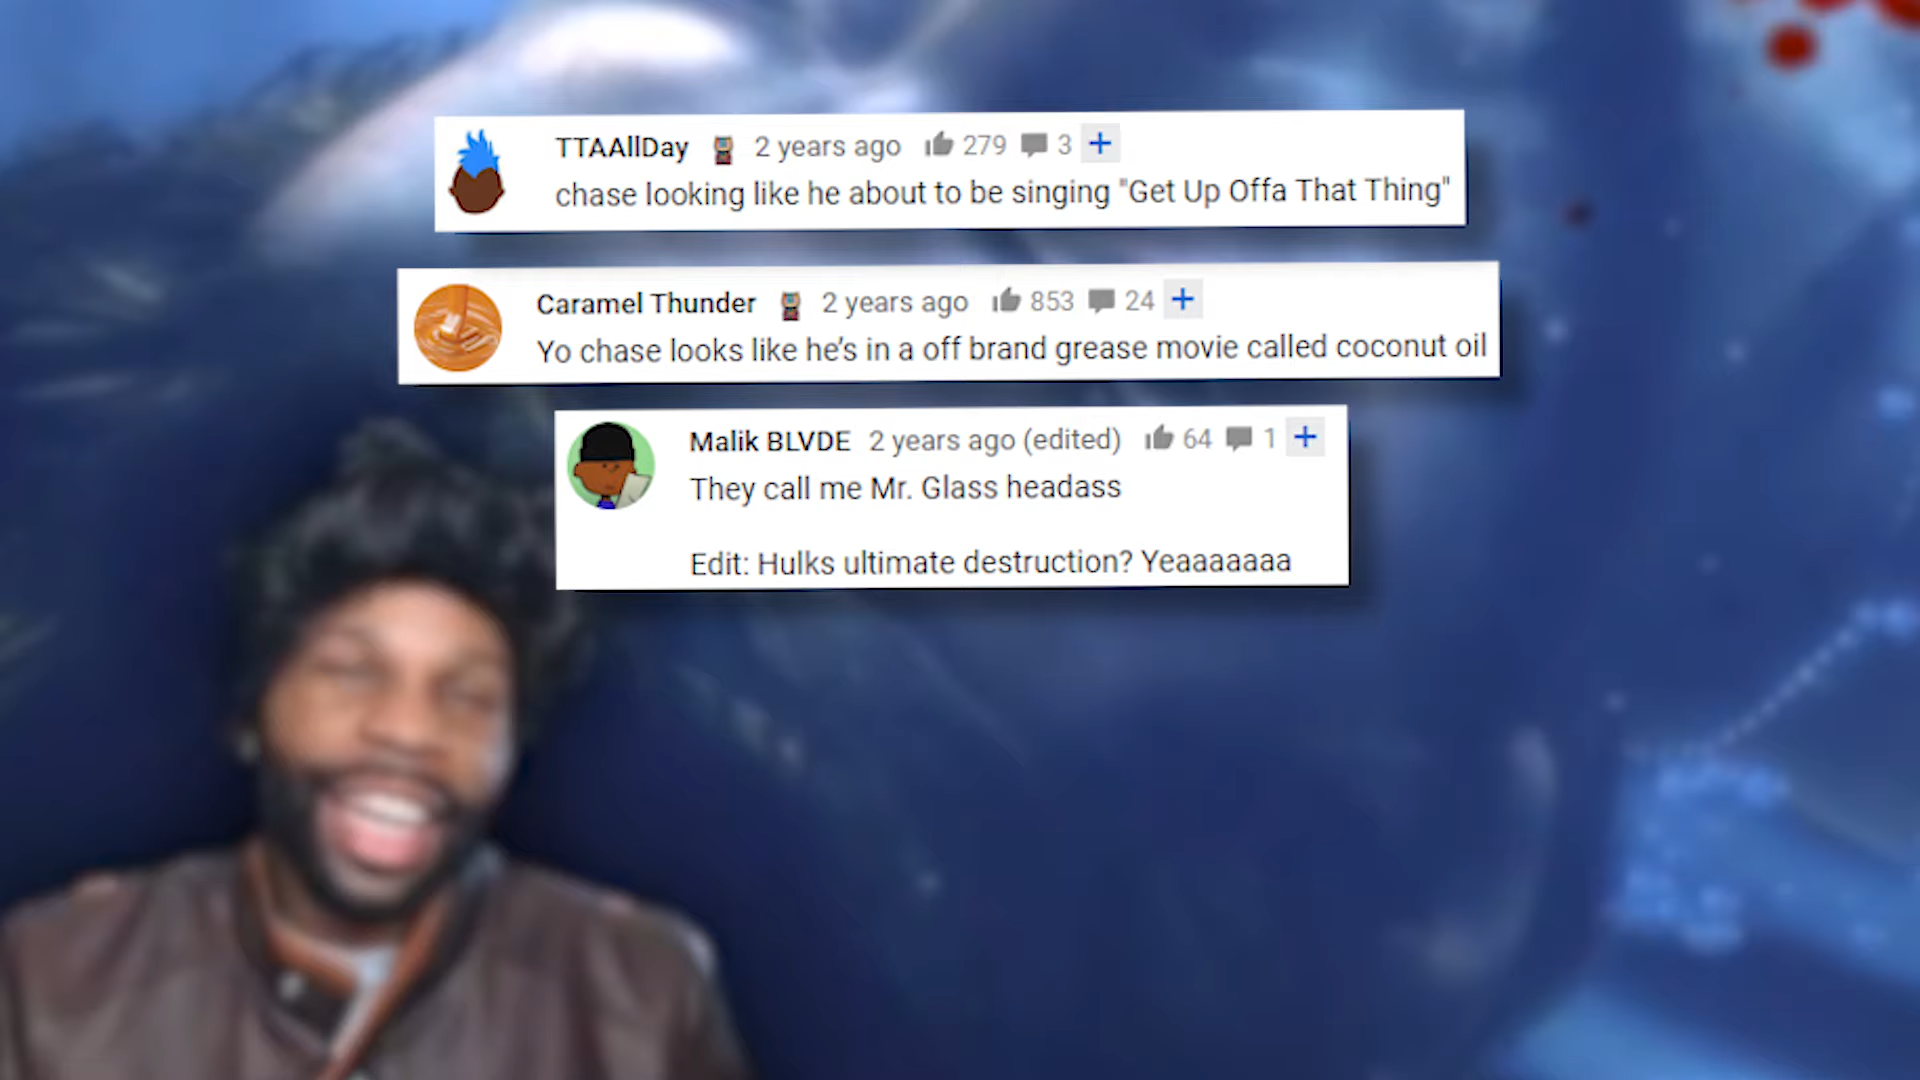 TTAAllDay 2 years ago 279 3 +
chase looking like he about to be singing "Get Up Offa That Thing"
Caramel Thunder 2 years ago 853 24 +
Yo chase looks like he's in a off brand grease movie called coconut oil
Malik BLVDE 2 years ago (edited) 64 1 +
They call me Mr. Glass headass
Edit: Hulks ultimate destruction? Yeaaaaaaa